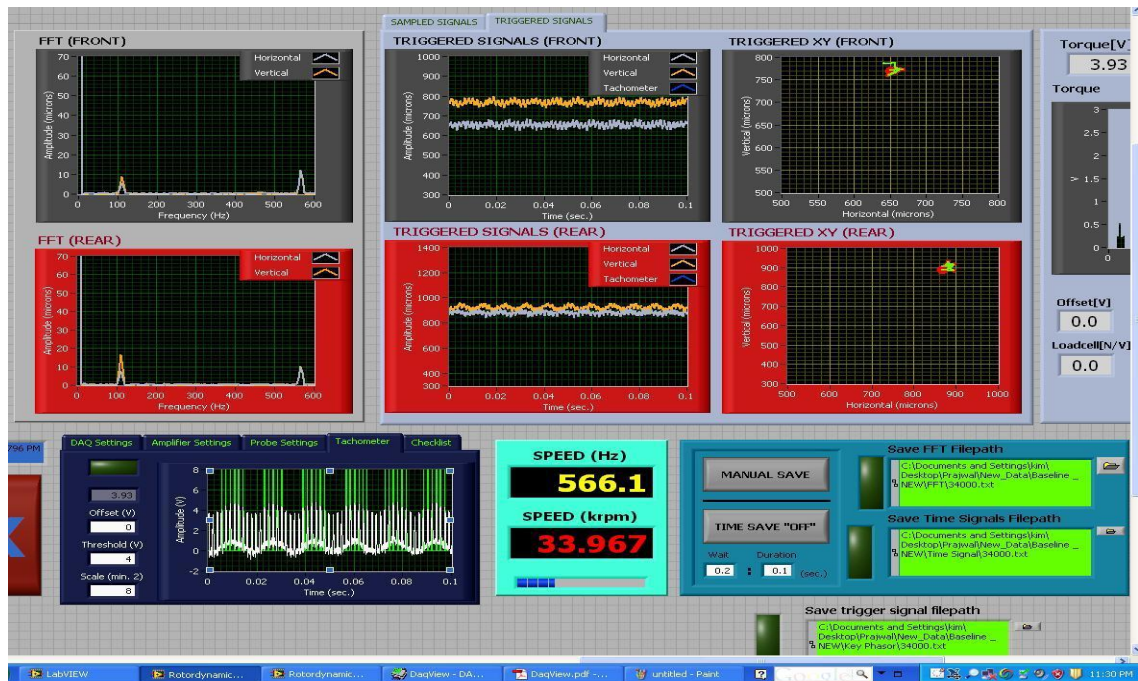 SAMPLED SIGNALS
TRIGGERED SIGNALS
FFT (FRONT)
Horizontal
Vertical
70
60
50
40
30
20
10
0
Amplitude (microns)
0 100 200 300 400 500 600
Frequency (Hz)
FFT (REAR)
Horizontal
Vertical
70
60
50
40
30
20
10
0
Amplitude (microns)
0 100 200 300 400 500 600
Frequency (Hz)
TRIGGERED SIGNALS (FRONT)
Horizontal
Vertical
Tachometer
1000
900
800
700
600
500
400
300
Amplitude (microns)
0 0.02 0.04 0.06 0.08 0.1
Time (sec.)
TRIGGERED XY (FRONT)
800
750
700
650
600
550
500
Vertical (microns)
500 550 600 650 700 750 800
Horizontal (microns)
TRIGGERED SIGNALS (REAR)
Horizontal
Vertical
Tachometer
1400
1200
1000
800
600
400
300
Amplitude (microns)
0 0.02 0.04 0.06 0.08 0.1
Time (sec.)
TRIGGERED XY (REAR)
1000
900
800
700
600
500
400
300
Vertical (microns)
500 600 700 800 900 1000
Horizontal (microns)
Torque[V]
3.93
Torque
3
2.5
2
1.5
0.5
0
V
0
Offset[V]
0.0
Loadcell[N/V]
0.0
796 PM
DAQ Settings
Amplifier Settings
Probe Settings
Tachometer
Checklist
3.93
Offset (V)
0
Threshold (V)
4
Scale (min. 2)
8
8
6
4
2
0
-2
Amplitude (V)
0 0.02 0.04 0.06 0.08 0.1
Time (sec.)
SPEED (Hz)
566.1
SPEED (krpm)
33.967
MANUAL SAVE
TIME SAVE "OFF"
Wait Duration
0.2 : 0.1 (sec.)
Save FFT Filepath
C:\Documents and Settings\kim\
Desktop\Prajwal\New_Data\Baseline _
NEW\FFT\34000.txt
Save Time Signals Filepath
C:\Documents and Settings\kim\
Desktop\Prajwal\New_Data\Baseline _
NEW\Time Signal\34000.txt
Save trigger signal filepath
C:\Documents and Settings\kim\
Desktop\Prajwal\New_Data\Baseline _
NEW\Key Phasor\34000.txt
LabVIEW
Rotordynamic...
Rotordynamic...
DaqView - DA...
DaqView.pdf -...
untitled - Paint
Google
11:30 PM